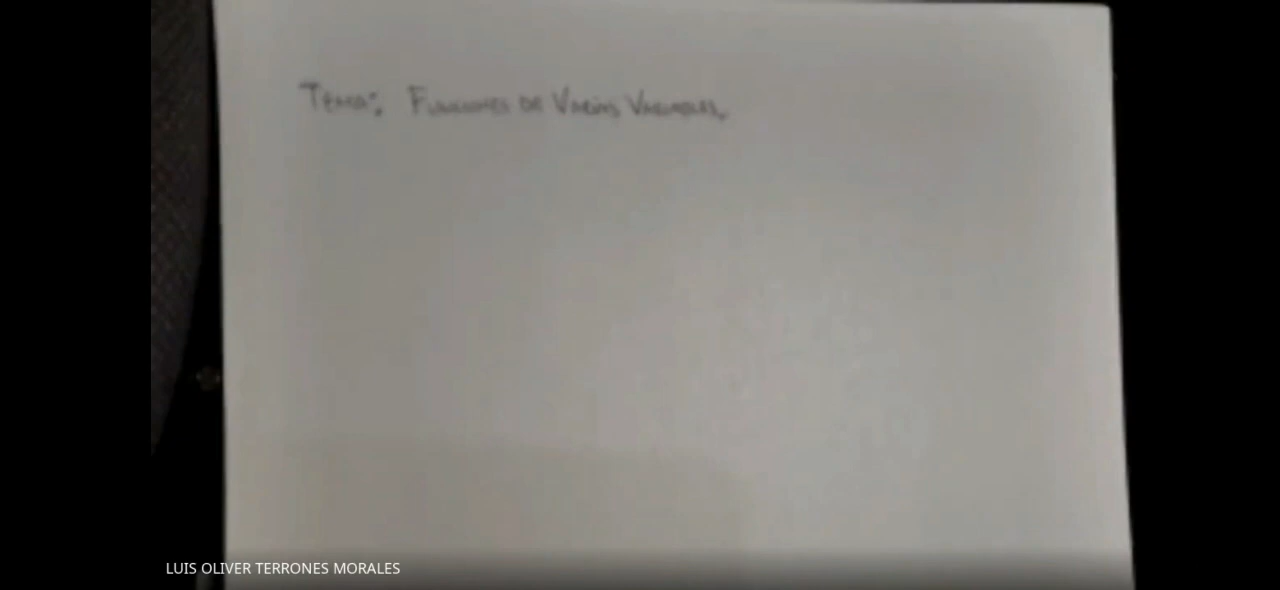 Tema: Funciones de Varias Variables.
LUIS OLIVER TERRONES MORALES